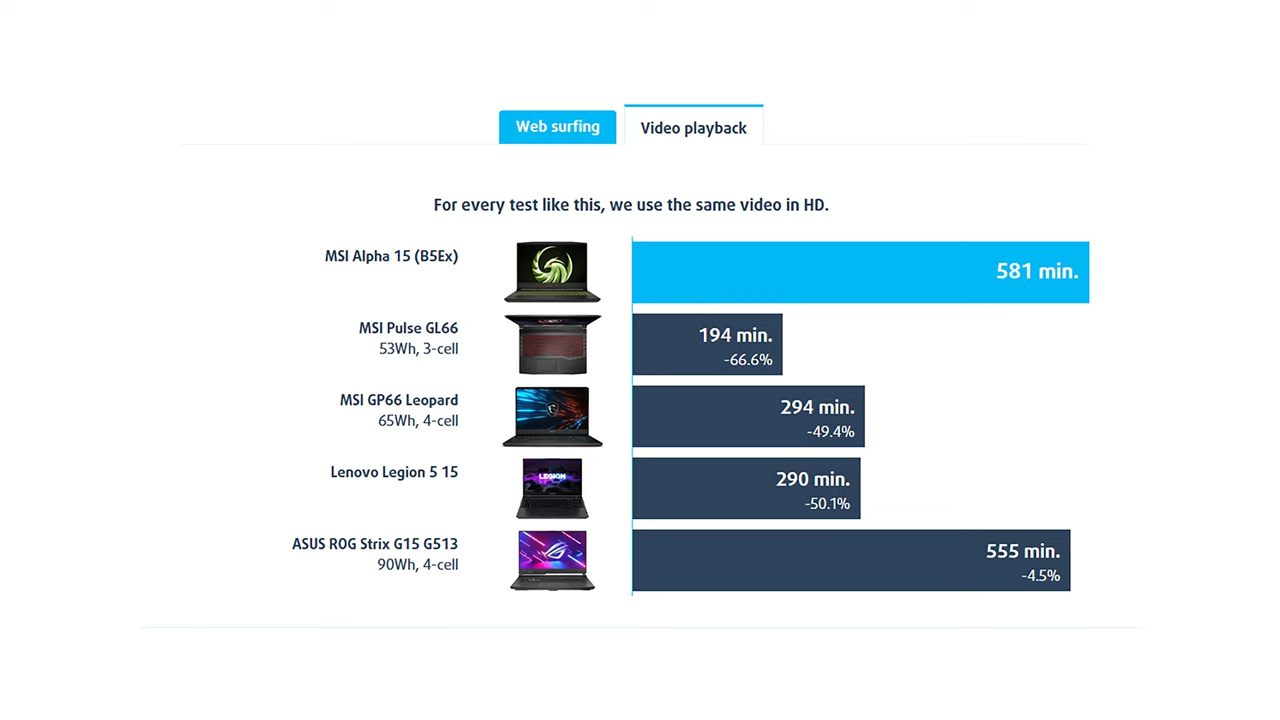 Web surfing
Video playback
For every test like this, we use the same video in HD.
MSI Alpha 15 (B5Ex)
581 min.
MSI Pulse GL66
53Wh, 3-cell
194 min.
-66.6%
MSI GP66 Leopard
65Wh, 4-cell
294 min.
-49.4%
Lenovo Legion 5 15
LEGION
290 min.
-50.1%
ASUS ROG Strix G15 G513
90Wh, 4-cell
555 min.
-4.5%